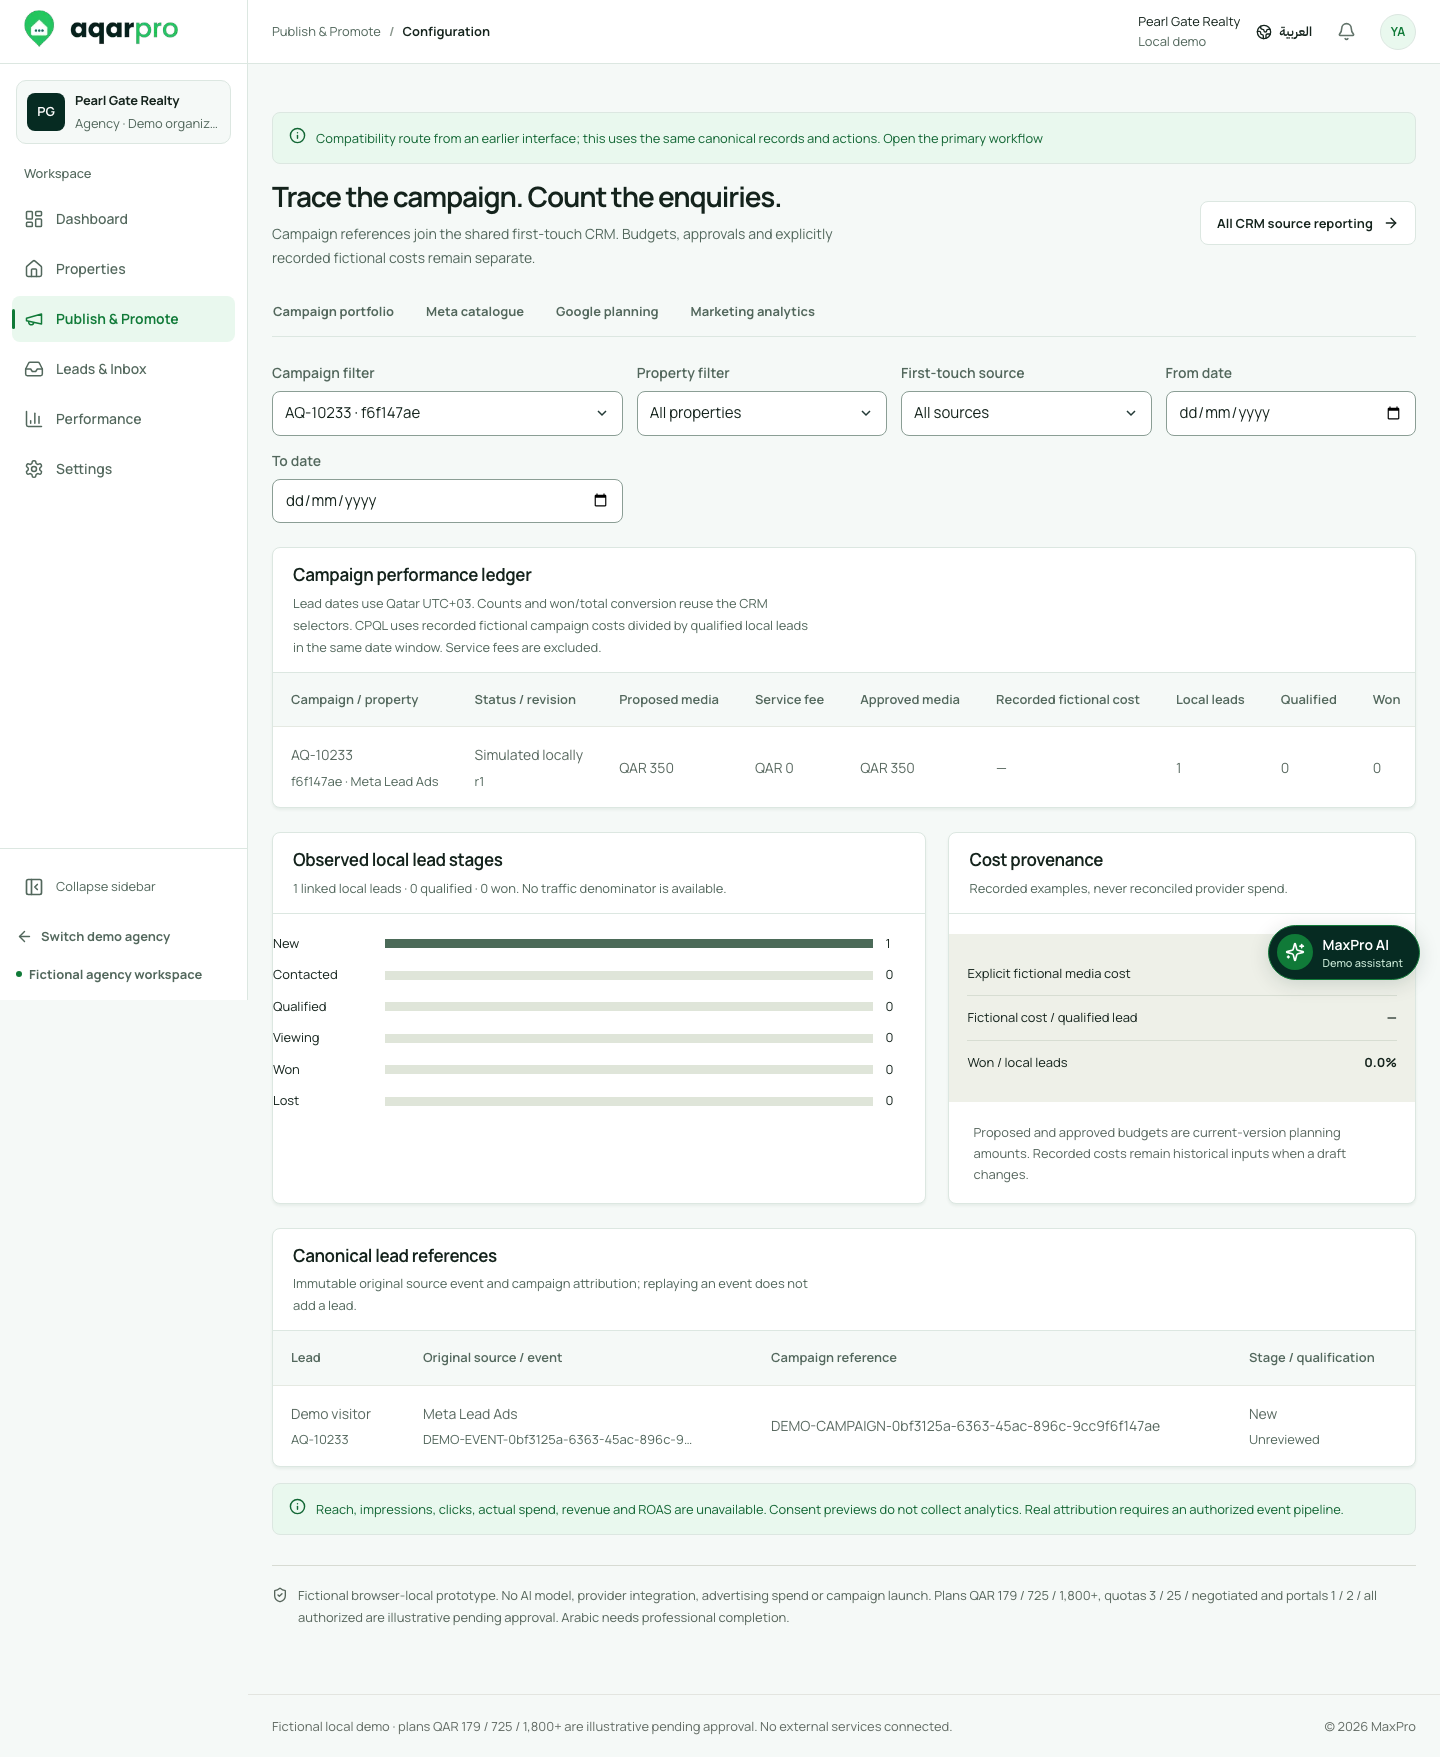 aqarpro
Publish & Promote / Configuration
Pearl Gate Realty
Local demo
العربية
YA
PG
Pearl Gate Realty
Agency · Demo organiz...
Workspace
Dashboard
Properties
Publish & Promote
Leads & Inbox
Performance
Settings
Collapse sidebar
Switch demo agency
Fictional agency workspace
Compatibility route from an earlier interface; this uses the same canonical records and actions. Open the primary workflow
Trace the campaign. Count the enquiries.
Campaign references join the shared first-touch CRM. Budgets, approvals and explicitly
recorded fictional costs remain separate.
All CRM source reporting
Campaign portfolio Meta catalogue Google planning Marketing analytics
Campaign filter Property filter First-touch source From date
AQ-10233 · f6f147ae All properties All sources dd/mm/yyyy
To date
dd/mm/yyyy
Campaign performance ledger
Lead dates use Qatar UTC+03. Counts and won/total conversion reuse the CRM
selectors. CPQL uses recorded fictional campaign costs divided by qualified local leads
in the same date window. Service fees are excluded.
Campaign / property Status / revision Proposed media Service fee Approved media Recorded fictional cost Local leads Qualified Won
AQ-10233 Simulated locally
QAR 350 QAR 0 QAR 350 — 1 0 0
f6f147ae · Meta Lead Ads r1
Observed local lead stages
1 linked local leads · 0 qualified · 0 won. No traffic denominator is available.
New 1
Contacted 0
Qualified 0
Viewing 0
Won 0
Lost 0
Cost provenance
Recorded examples, never reconciled provider spend.
MaxPro AI
Demo assistant
Explicit fictional media cost
Fictional cost / qualified lead —
Won / local leads 0.0%
Proposed and approved budgets are current-version planning
amounts. Recorded costs remain historical inputs when a draft
changes.
Canonical lead references
Immutable original source event and campaign attribution; replaying an event does not
add a lead.
Lead Original source / event Campaign reference Stage / qualification
Demo visitor Meta Lead Ads New
DEMO-CAMPAIGN-0bf3125a-6363-45ac-896c-9cc9f6f147ae
AQ-10233 DEMO-EVENT-0bf3125a-6363-45ac-896c-9... Unreviewed
Reach, impressions, clicks, actual spend, revenue and ROAS are unavailable. Consent previews do not collect analytics. Real attribution requires an authorized event pipeline.
Fictional browser-local prototype. No AI model, provider integration, advertising spend or campaign launch. Plans QAR 179 / 725 / 1,800+, quotas 3 / 25 / negotiated and portals 1 / 2 / all
authorized are illustrative pending approval. Arabic needs professional completion.
Fictional local demo · plans QAR 179 / 725 / 1,800+ are illustrative pending approval. No external services connected.
© 2026 MaxPro